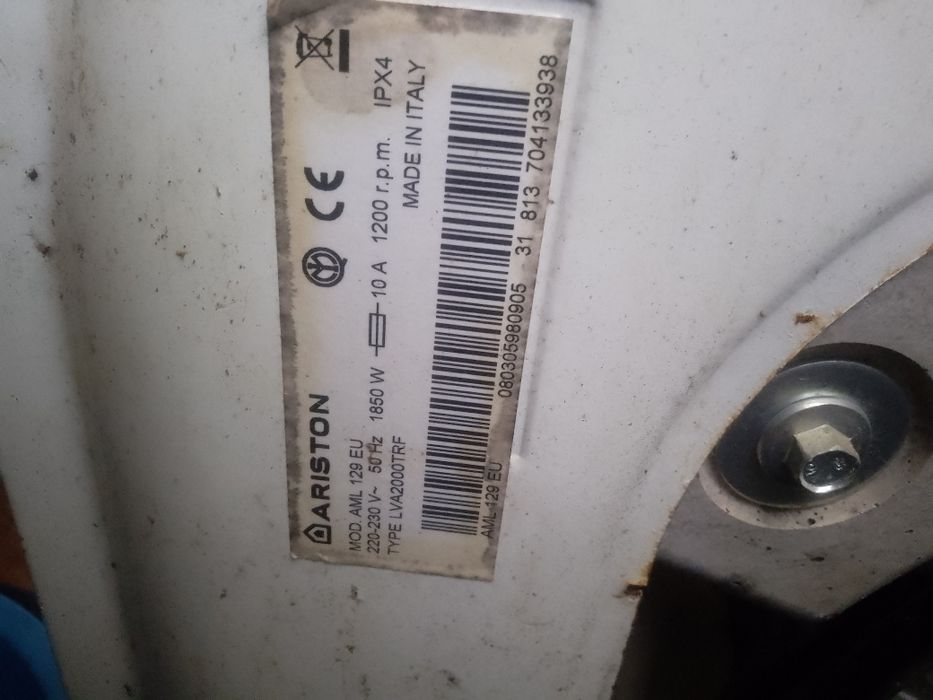 ARISTON
MOD. AML 129 EU
220-230 V~ 50 Hz 1850 W 10 A 1200 r.p.m. IPX4
TYPE LVA2000TRF
MADE IN ITALY
AML 129 EU
080305980905 31 813 704133938